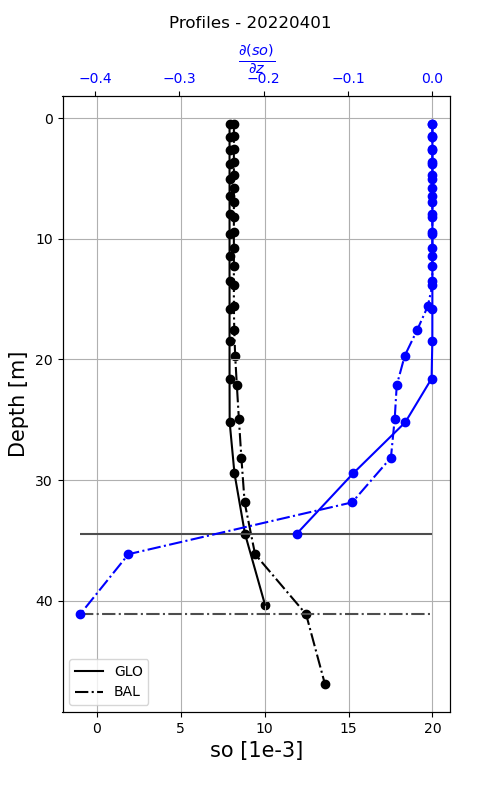 Profiles - 20220401
∂(so)
∂z
−0.4 −0.3 −0.2 −0.1 0.0
0
10
20
30
40
Depth [m]
GLO
BAL
0 5 10 15 20
so [1e-3]